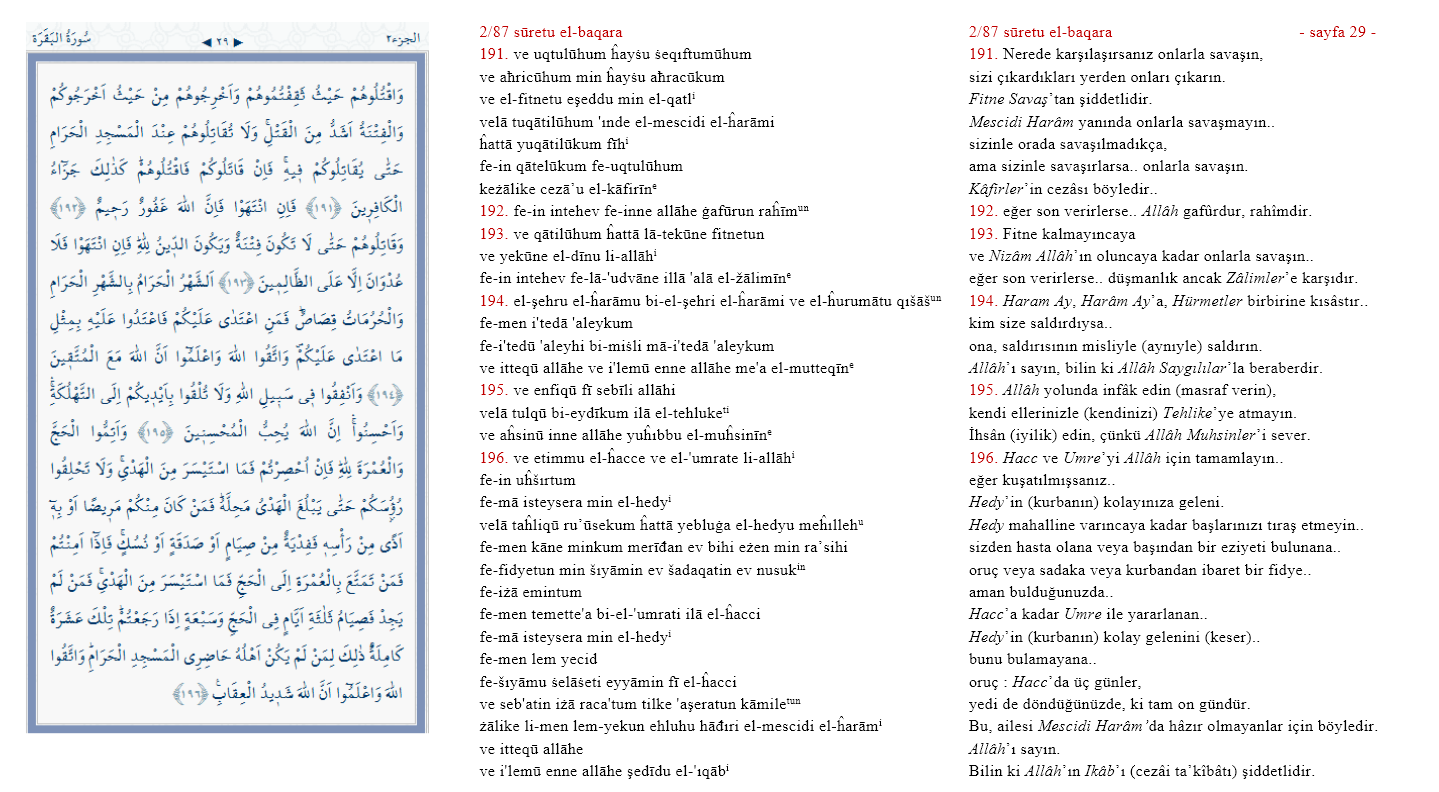 سُورَةُ الْبَقَرَة
◄ ٢٩ ►
الجزء٢
وَاقْتُلُوهُمْ حَيْثُ ثَقِفْتُمُوهُمْ وَاَخْرِجُوهُمْ مِنْ حَيْثُ اَخْرَجُوكُمْ
وَالْفِتْنَةُ اَشَدُّ مِنَ الْقَتْلِۚ وَلَا تُقَاتِلُوهُمْ عِنْدَ الْمَسْجِدِ الْحَرَامِ
حَتّٰى يُقَاتِلُوكُمْ ف۪يهِۚ فَاِنْ قَاتَلُوكُمْ فَاقْتُلُوهُمْۜ كَذٰلِكَ جَزَٓاءُ
الْكَافِر۪ينَ ﴿١٩١﴾ فَاِنِ انْتَهَوْا فَاِنَّ اللّٰهَ غَفُورٌ رَح۪يمٌ ﴿١٩٢﴾
وَقَاتِلُوهُمْ حَتّٰى لَا تَكُونَ فِتْنَةٌ وَيَكُونَ الدّ۪ينُ لِلّٰهِۜ فَاِنِ انْتَهَوْا فَلَا
عُدْوَانَ اِلَّا عَلَى الظَّالِم۪ينَ ﴿١٩٣﴾ اَلشَّهْرُ الْحَرَامُ بِالشَّهْرِ الْحَرَامِ
وَالْحُرُمَاتُ قِصَاصٌۜ فَمَنِ اعْتَدٰى عَلَيْكُمْ فَاعْتَدُوا عَلَيْهِ بِمِثْلِ
مَا اعْتَدٰى عَلَيْكُمْۖ وَاتَّقُوا اللّٰهَ وَاعْلَمُٓوا اَنَّ اللّٰهَ مَعَ الْمُتَّق۪ينَ
﴿١٩٤﴾ وَاَنْفِقُوا ف۪ي سَب۪يلِ اللّٰهِ وَلَا تُلْقُوا بِاَيْد۪يكُمْ اِلَى التَّهْلُكَةِۚۛ
وَاَحْسِنُواۚۛ اِنَّ اللّٰهَ يُحِبُّ الْمُحْسِن۪ينَ ﴿١٩٥﴾ وَاَتِمُّوا الْحَجَّ
وَالْعُمْرَةَ لِلّٰهِۜ فَاِنْ اُحْصِرْتُمْ فَمَا اسْتَيْسَرَ مِنَ الْهَدْيِۚ وَلَا تَحْلِقُوا
رُؤُ۫سَكُمْ حَتّٰى يَبْلُغَ الْهَدْيُ مَحِلَّهُۜ فَمَنْ كَانَ مِنْكُمْ مَر۪يضًا اَوْ بِه۪ٓ
اَذًى مِنْ رَأْسِه۪ فَفِدْيَةٌ مِنْ صِيَامٍ اَوْ صَدَقَةٍ اَوْ نُسُكٍۚ فَاِذَٓا اَمِنْتُمْ
فَمَنْ تَمَتَّعَ بِالْعُمْرَةِ اِلَى الْحَجِّ فَمَا اسْتَيْسَرَ مِنَ الْهَدْيِۚ فَمَنْ لَمْ
يَجِدْ فَصِيَامُ ثَلٰثَةِ اَيَّامٍ فِي الْحَجِّ وَسَبْعَةٍ اِذَا رَجَعْتُمْۜ تِلْكَ عَشَرَةٌ
كَامِلَةٌۜ ذٰلِكَ لِمَنْ لَمْ يَكُنْ اَهْلُهُ حَاضِرِي الْمَسْجِدِ الْحَرَامِۜ وَاتَّقُوا
اللّٰهَ وَاعْلَمُٓوا اَنَّ اللّٰهَ شَد۪يدُ الْعِقَابِ۟ ﴿١٩٦﴾
2/87 sūretu el-baqara
191. ve uqtulūhum ĥayṡu ṡeqıftumūhum
ve aħricūhum min ĥayṡu aħracūkum
ve el-fitnetu eşeddu min el-qatlⁱ
velā tuqātilūhum 'ınde el-mescidi el-ĥarāmi
ĥattā yuqātilūkum fīhⁱ
fe-in qātelūkum fe-uqtulūhum
keżālike cezā’u el-kāfirīnᵉ
192. fe-in intehev fe-inne allāhe ġafūrun raĥīmᵘⁿ
193. ve qātilūhum ĥattā lā-tekūne fitnetun
ve yekūne el-dīnu li-allāhⁱ
fe-in intehev fe-lā-'udvāne illā 'alā el-žālimīnᵉ
194. el-şehru el-ĥarāmu bi-el-şehri el-ĥarāmi ve el-ĥurumātu qışāşᵘⁿ
fe-men i'tedā 'aleykum
fe-i'tedū 'aleyhi bi-miṡli mā-i'tedā 'aleykum
ve itteqū allāhe ve i'lemū enne allāhe me'a el-mutteqīnᵉ
195. ve enfiqū fī sebīli allāhi
velā tulqū bi-eydīkum ilā el-tehluketⁱ
ve aĥsinū inne allāhe yuĥıbbu el-muĥsinīnᵉ
196. ve etimmu el-ĥacce ve el-'umrate li-allāhⁱ
fe-in uĥširtum
fe-mā isteysera min el-hedyⁱ
velā taĥliqū ru’ūsekum ĥattā yebluġa el-hedyu meĥıllehᵘ
fe-men kāne minkum merīđan ev bihi eżen min ra’sihi
fe-fidyetun min šıyāmin ev šadaqatin ev nusukⁱⁿ
fe-iżā emintum
fe-men temette'a bi-el-'umrati ilā el-ĥacci
fe-mā isteysera min el-hedyⁱ
fe-men lem yecid
fe-šıyāmu ṡelāṡeti eyyāmin fī el-ĥacci
ve seb'atin iżā raca'tum tilke 'aşeratun kāmileᵗᵘⁿ
żālike li-men lem-yekun ehluhu hāđıri el-mescidi el-ĥarāmⁱ
ve itteqū allāhe
ve i'lemū enne allāhe şedīdu el-'ıqābⁱ
2/87 sūretu el-baqara - sayfa 29 -
191. Nerede karşılaşırsanız onlarla savaşın,
sizi çıkardıkları yerden onları çıkarın.
Fitne Savaş’tan şiddetlidir.
Mescidi Harâm yanında onlarla savaşmayın..
sizinle orada savaşılmadıkça,
ama sizinle savaşırlarsa.. onlarla savaşın.
Kâfirler’in cezâsı böyledir..
192. eğer son verirlerse.. Allâh gafûrdur, rahîmdir.
193. Fitne kalmayıncaya
ve Nizâm Allâh’ın oluncaya kadar onlarla savaşın..
eğer son verirlerse.. düşmanlık ancak Zâlimler’e karşıdır.
194. Haram Ay, Harâm Ay’a, Hürmetler birbirine kısâstır..
kim size saldırdıysa..
ona, saldırısının misliyle (aynıyle) saldırın.
Allâh’ı sayın, bilin ki Allâh Saygılılar’la beraberdir.
195. Allâh yolunda infâk edin (masraf verin),
kendi ellerinizle (kendinizi) Tehlike’ye atmayın.
İhsân (iyilik) edin, çünkü Allâh Muhsinler’i sever.
196. Hacc ve Umre’yi Allâh için tamamlayın..
eğer kuşatılmışsanız..
Hedy’in (kurbanın) kolayınıza geleni.
Hedy mahalline varıncaya kadar başlarınızı tıraş etmeyin..
sizden hasta olana veya başından bir eziyeti bulunana..
oruç veya sadaka veya kurbandan ibaret bir fidye..
aman bulduğunuzda..
Hacc’a kadar Umre ile yararlanan..
Hedy’in (kurbanın) kolay gelenini (keser)..
bunu bulamayana..
oruç : Hacc’da üç günler,
yedi de döndüğünüzde, ki tam on gündür.
Bu, ailesi Mescidi Harâm’da hâzır olmayanlar için böyledir.
Allâh’ı sayın.
Bilin ki Allâh’ın Ikâb’ı (cezâi ta’kîbâtı) şiddetlidir.